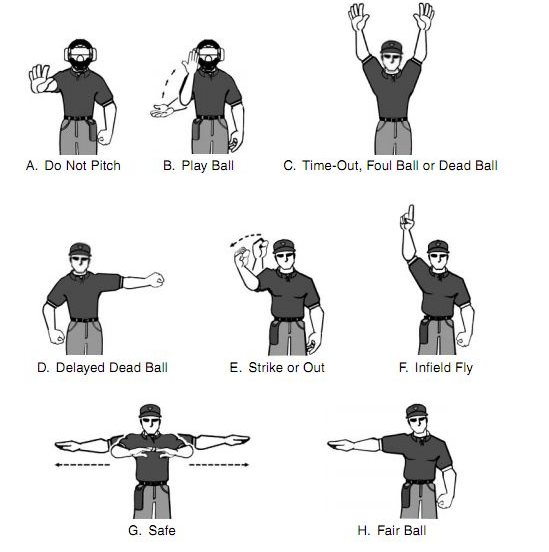 A. Do Not Pitch
B. Play Ball
C. Time-Out, Foul Ball or Dead Ball
D. Delayed Dead Ball
E. Strike or Out
F. Infield Fly
G. Safe
H. Fair Ball